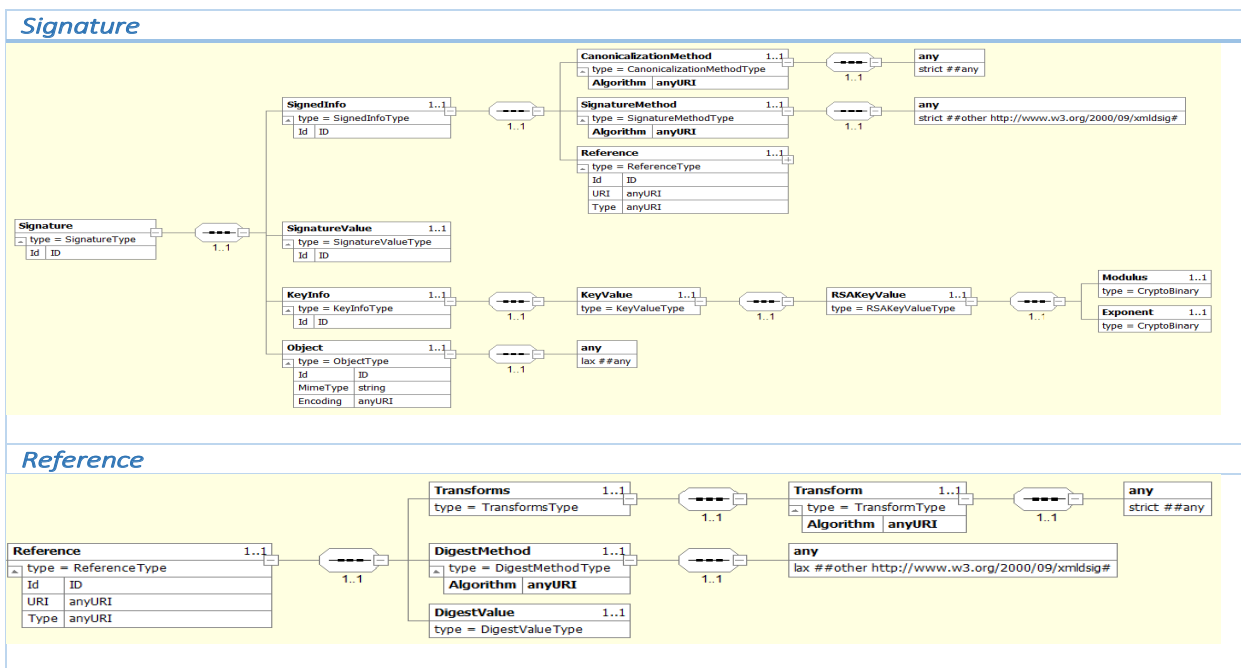 Signature
CanonicalizationMethod 1..1
type = CanonicalizationMethodType
Algorithm anyURI
1..1
any
strict ##any
SignedInfo 1..1
type = SignedInfoType
Id ID
1..1
SignatureMethod 1..1
type = SignatureMethodType
Algorithm anyURI
1..1
any
strict ##other http://www.w3.org/2000/09/xmldsig#
Reference 1..1
type = ReferenceType
Id ID
URI anyURI
Type anyURI
Signature
type = SignatureType
Id ID
1..1
SignatureValue 1..1
type = SignatureValueType
Id ID
KeyInfo 1..1
type = KeyInfoType
Id ID
1..1
KeyValue 1..1
type = KeyValueType
1..1
RSAKeyValue 1..1
type = RSAKeyValueType
1..1
Modulus 1..1
type = CryptoBinary
Exponent 1..1
type = CryptoBinary
Object 1..1
type = ObjectType
Id ID
MimeType string
Encoding anyURI
1..1
any
lax ##any
Reference
Transforms 1..1
type = TransformsType
1..1
Transform 1..1
type = TransformType
Algorithm anyURI
1..1
any
strict ##any
Reference 1..1
type = ReferenceType
Id ID
URI anyURI
Type anyURI
1..1
DigestMethod 1..1
type = DigestMethodType
Algorithm anyURI
1..1
any
lax ##other http://www.w3.org/2000/09/xmldsig#
DigestValue 1..1
type = DigestValueType